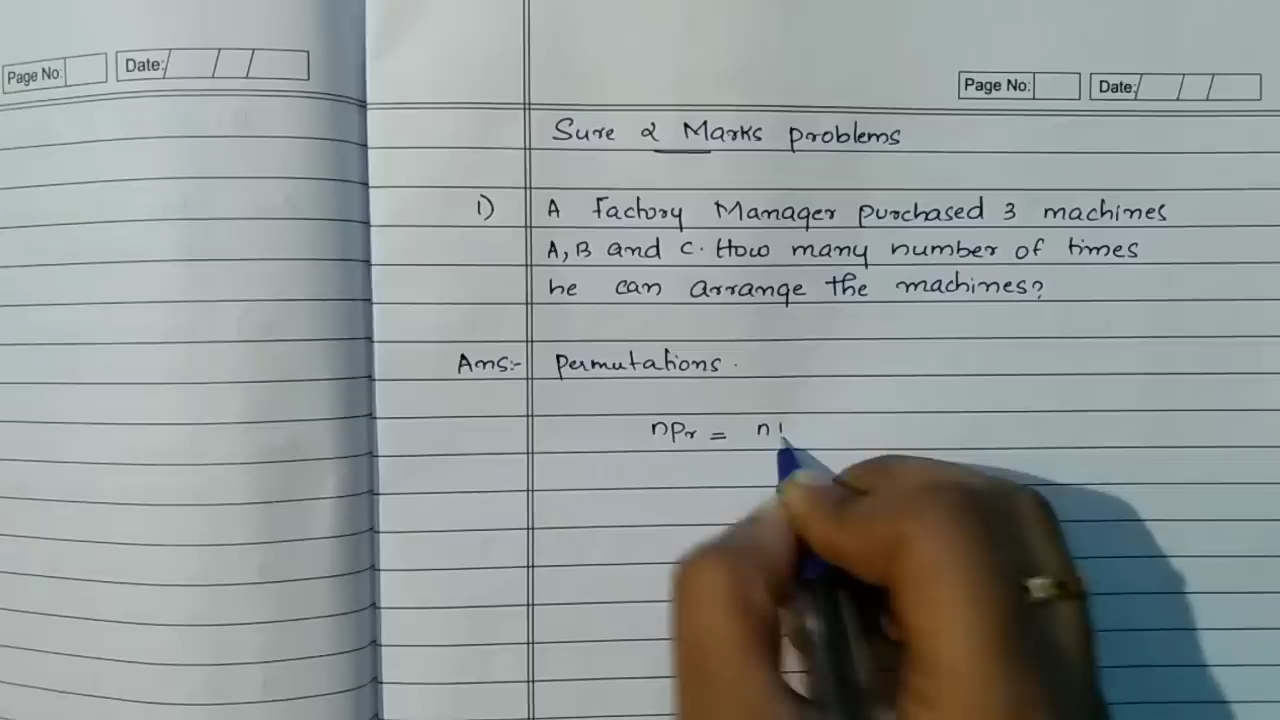 Page No:
Date:
Page No:
Date:
Sure 2 Marks problems
1) A Factory Manager purchased 3 machines
A, B and C. How many number of times
he can arrange the machines?
Ans:- Permutations.
nPr = n!